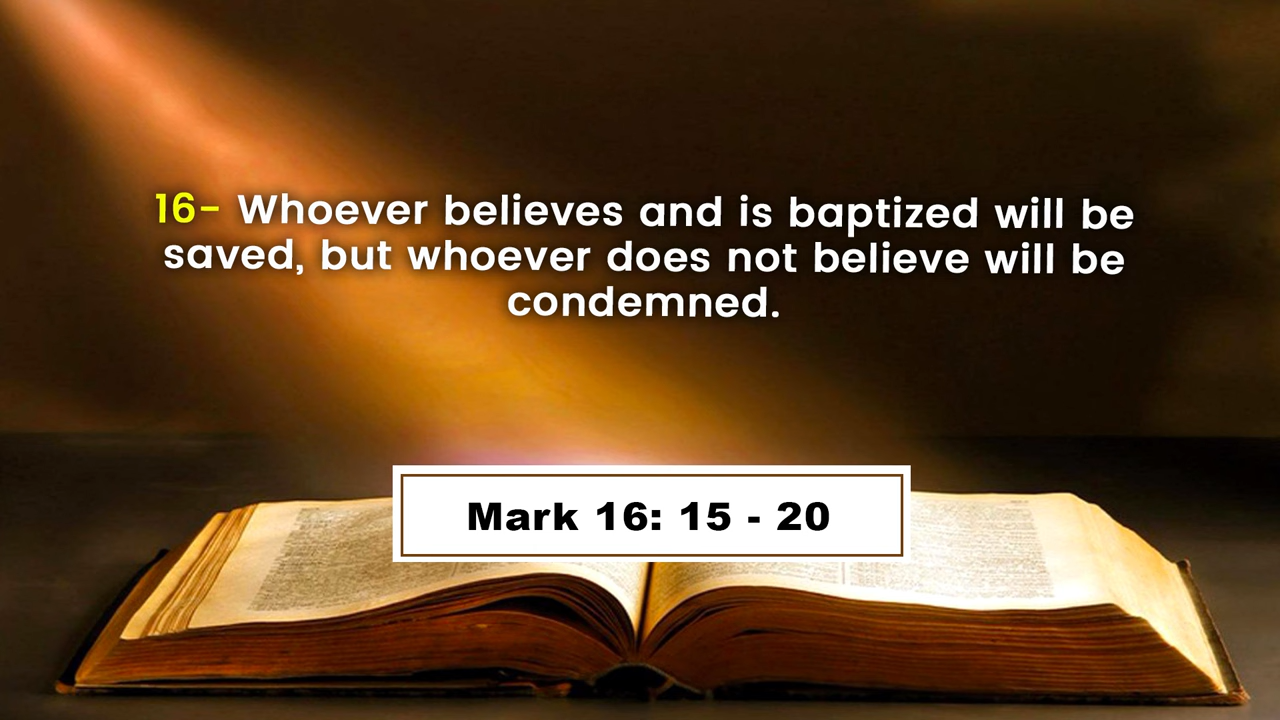 16- Whoever believes and is baptized will be
saved, but whoever does not believe will be
condemned.
Mark 16: 15 - 20